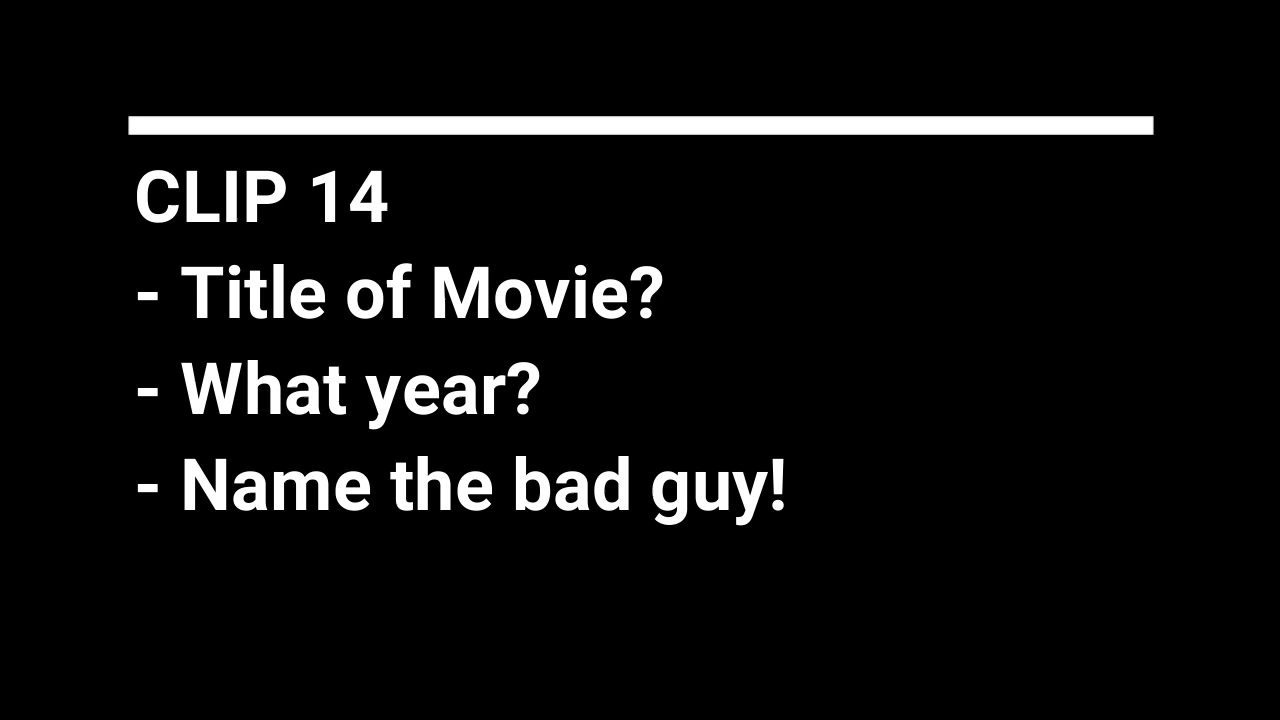 CLIP 14
- Title of Movie?
- What year?
- Name the bad guy!